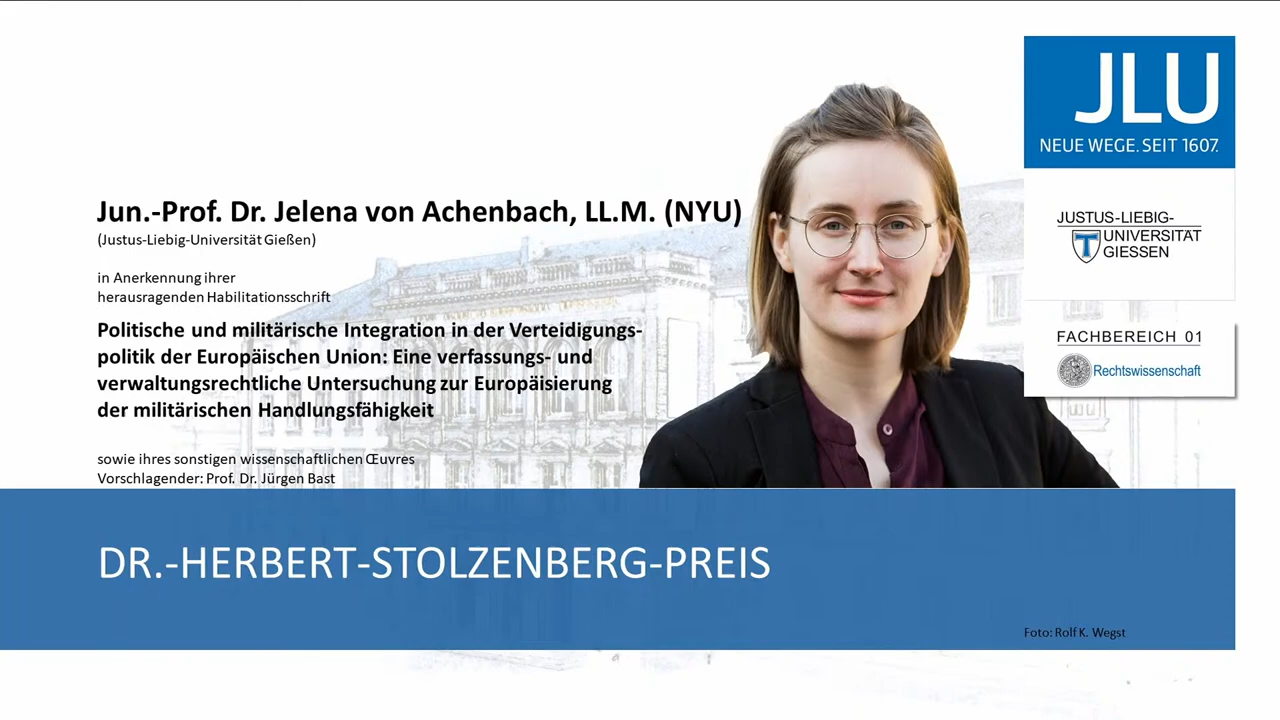 JLU
NEUE WEGE. SEIT 1607.
JUSTUS-LIEBIG-
UNIVERSITÄT
GIESSEN
FACHBEREICH 01
Rechtswissenschaft
Jun.-Prof. Dr. Jelena von Achenbach, LL.M. (NYU)
(Justus-Liebig-Universität Gießen)
in Anerkennung ihrer
herausragenden Habilitationsschrift
Politische und militärische Integration in der Verteidigungs-
politik der Europäischen Union: Eine verfassungs- und
verwaltungsrechtliche Untersuchung zur Europäisierung
der militärischen Handlungsfähigkeit
sowie ihres sonstigen wissenschaftlichen Œuvres
Vorschlagender: Prof. Dr. Jürgen Bast
DR.-HERBERT-STOLZENBERG-PREIS
Foto: Rolf K. Wegst